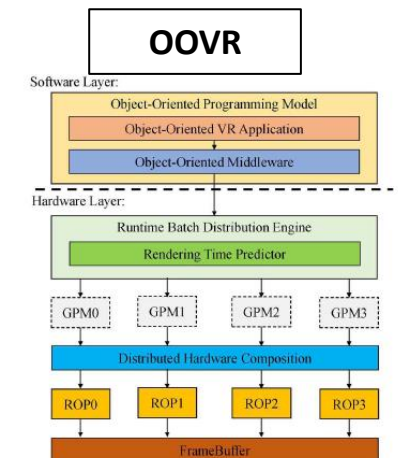 OOVR
Software Layer:
Object-Oriented Programming Model
Object-Oriented VR Application
Object-Oriented Middleware
Hardware Layer:
Runtime Batch Distribution Engine
Rendering Time Predictor
GPM0 GPM1 GPM2 GPM3
Distributed Hardware Composition
ROP0 ROP1 ROP2 ROP3
FrameBuffer